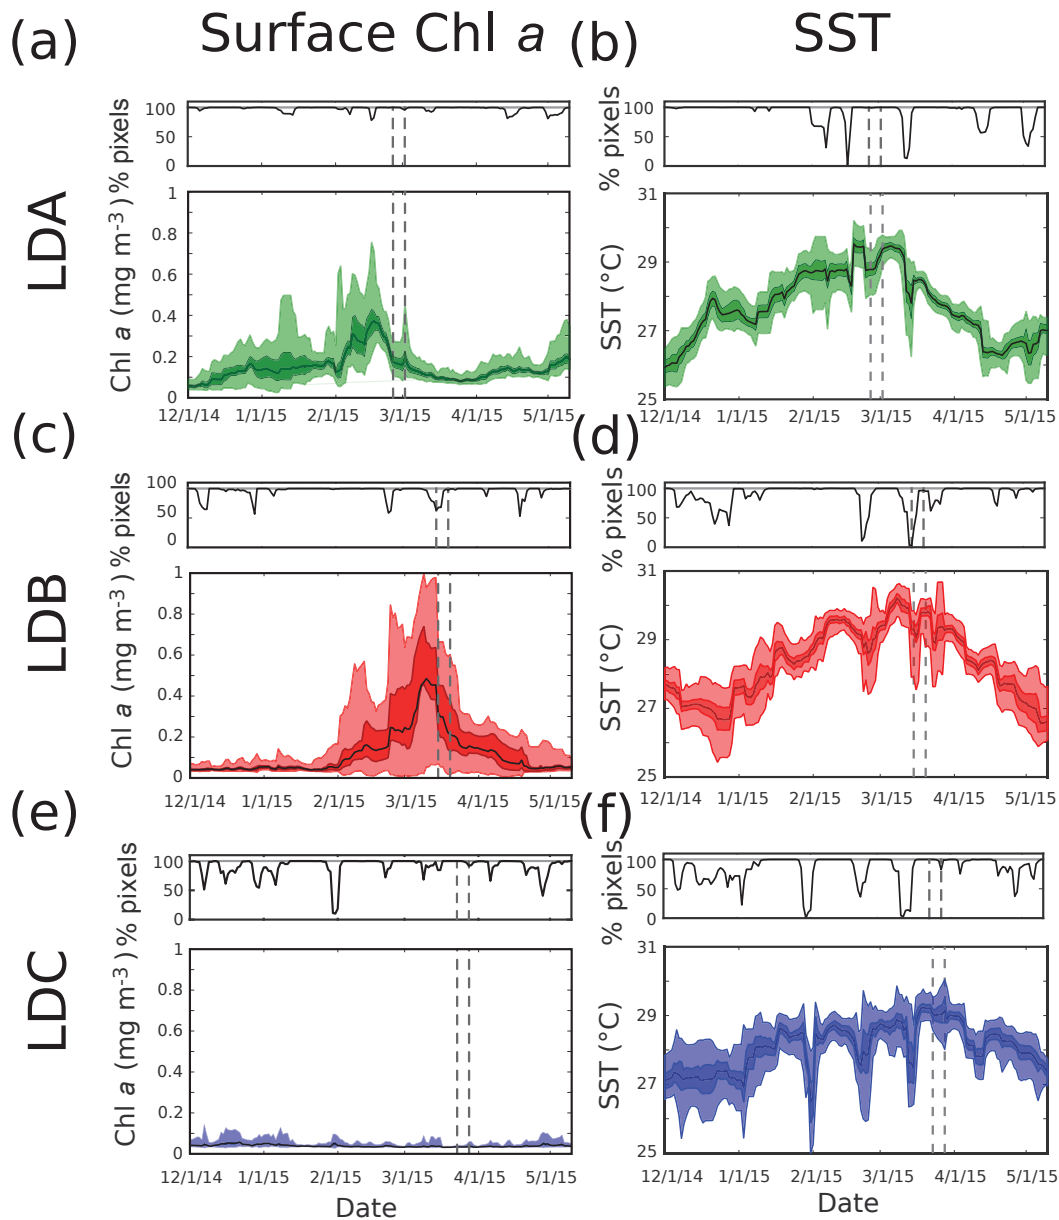 (a) Surface Chl a (b) SST
LDA
% pixels
100
50
0
% pixels
100
50
0
Chl a (mg m-3)
1
0.8
0.6
0.4
0.2
0
12/1/14 1/1/15 2/1/15 3/1/15 4/1/15 5/1/15
SST (°C)
31
29
27
25
12/1/14 1/1/15 2/1/15 3/1/15 4/1/15 5/1/15
(c) (d)
LDB
% pixels
100
50
0
% pixels
100
50
0
Chl a (mg m-3)
1
0.8
0.6
0.4
0.2
0
12/1/14 1/1/15 2/1/15 3/1/15 4/1/15 5/1/15
SST (°C)
31
29
27
25
12/1/14 1/1/15 2/1/15 3/1/15 4/1/15 5/1/15
(e) (f)
LDC
% pixels
100
50
0
% pixels
100
50
0
Chl a (mg m-3)
1
0.8
0.6
0.4
0.2
0
12/1/14 1/1/15 2/1/15 3/1/15 4/1/15 5/1/15
Date
SST (°C)
31
29
27
25
12/1/14 1/1/15 2/1/15 3/1/15 4/1/15 5/1/15
Date